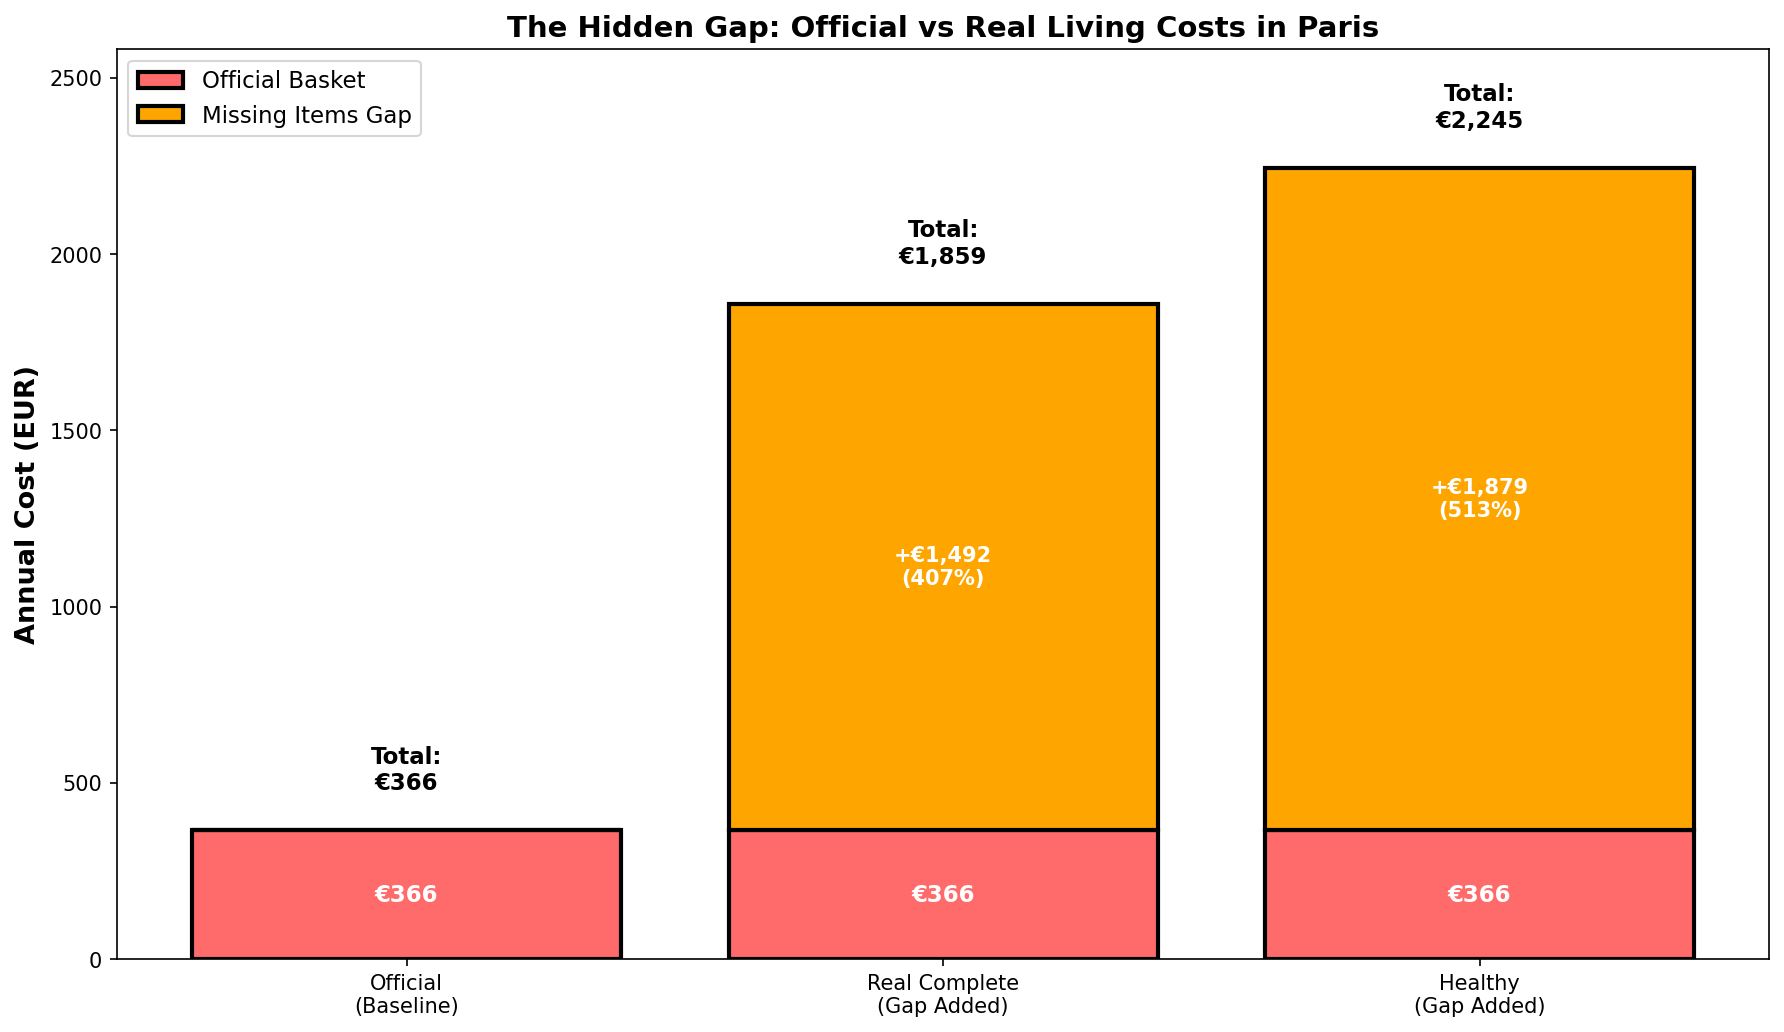 The Hidden Gap: Official vs Real Living Costs in Paris
Official Basket
Missing Items Gap
Annual Cost (EUR)
2500
2000
1500
1000
500
0
Total:
€366
€366
Total:
€1,859
+€1,492
(407%)
€366
Total:
€2,245
+€1,879
(513%)
€366
Official
(Baseline)
Real Complete
(Gap Added)
Healthy
(Gap Added)